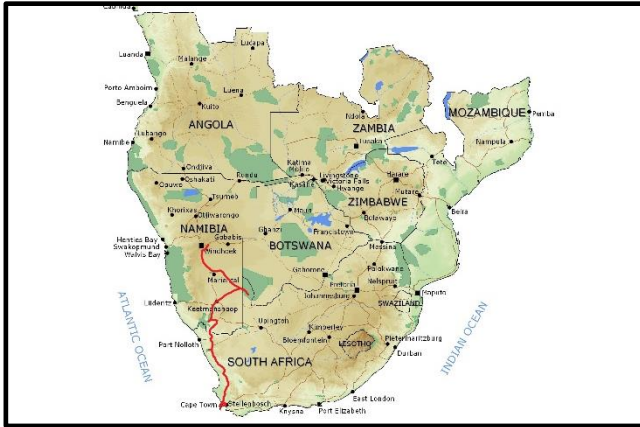 Lucapa
Luanda
Malange
Porto Amboim
Luena
Benguela
Kuito
Ndola
MOZAMBIQUE
Pemba
ANGOLA
ZAMBIA
Lubango
Lusaka
Namibe
Nampula
Ondjiva
Katima
Mulilo
Livingstone
Tete
Oshakati
Rundu
Kasane
Victoria Falls
Harare
Opuwo
Hwange
Tsumeb
Mutare
ZIMBABWE
Khorixas
Maun
Beira
Otjiwarongo
Bulawayo
NAMIBIA
Ghanzi
Francistown
Henties Bay
Gobabis
BOTSWANA
Swakopmund
Windhoek
Messina
Walvis Bay
Mariental
Gaborone
Nelspruit
Pretoria
Maputo
Johannesburg
SWAZILAND
Lüderitz
Keetmanshoop
ATLANTIC OCEAN
INDIAN OCEAN
Upington
Kimberley
Port Nolloth
Bloemfontein
LESOTHO
Pietermaritzburg
Durban
SOUTH AFRICA
East London
Cape Town
Stellenbosch
Knysna
Port Elizabeth